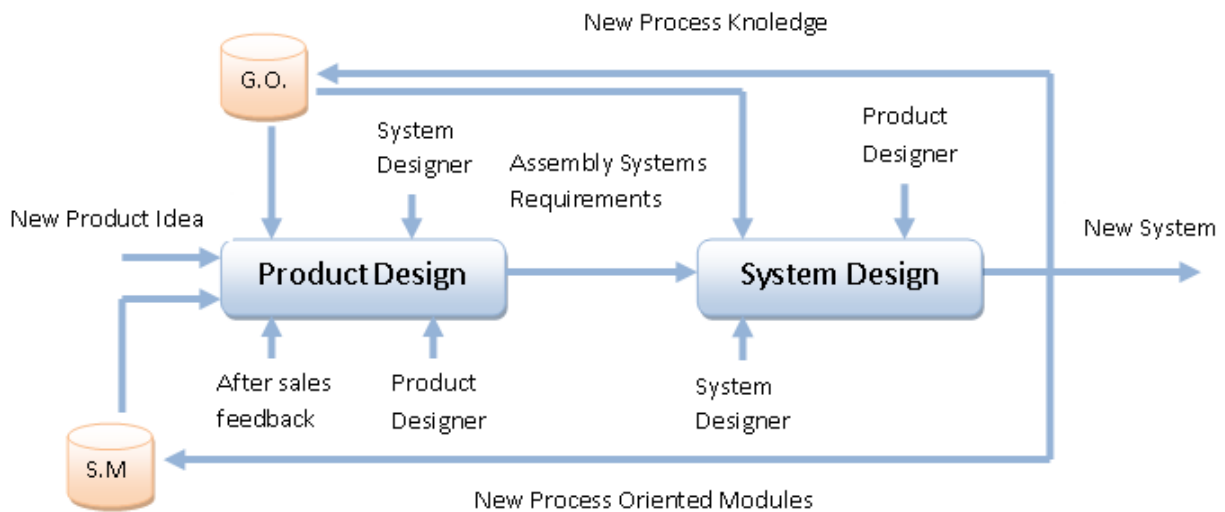 New Process Knoledge
G.O.
System
Designer
Product
Designer
Assembly Systems
Requirements
New Product Idea
New System
Product Design
System Design
After sales
feedback
Product
Designer
System
Designer
S.M
New Process Oriented Modules